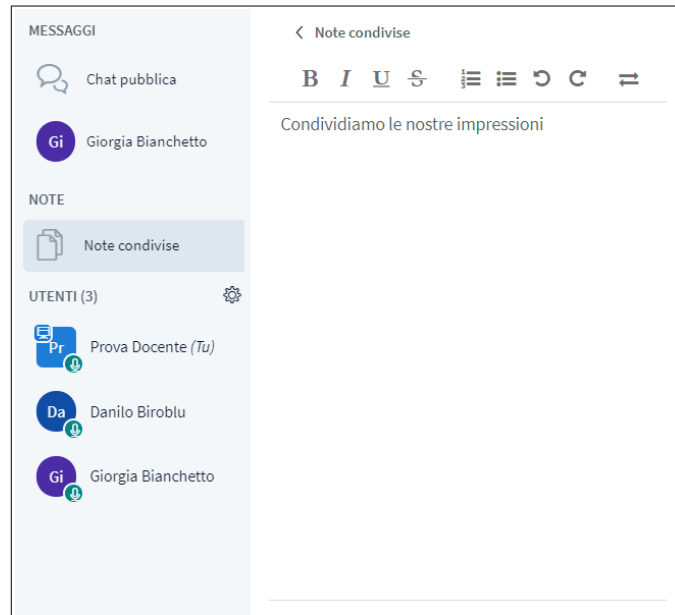 MESSAGGI
Chat pubblica
Gi Giorgia Bianchetto
NOTE
Note condivise
UTENTI (3)
Pr Prova Docente (Tu)
Da Danilo Biroblu
Gi Giorgia Bianchetto
Note condivise
B I U S
Condividiamo le nostre impressioni